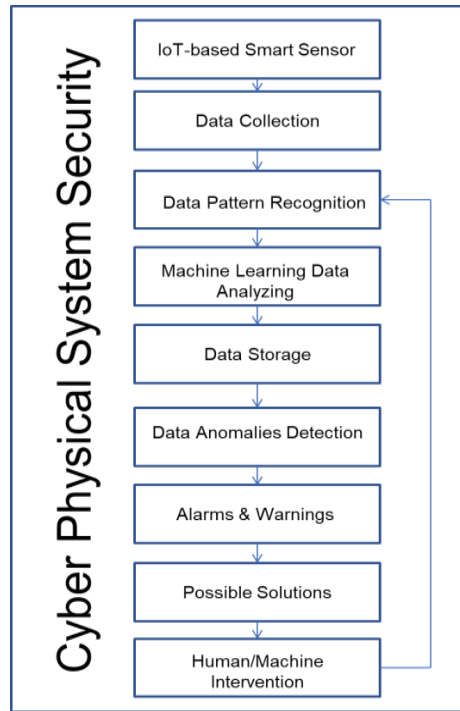 Cyber Physical System Security
IoT-based Smart Sensor
Data Collection
Data Pattern Recognition
Machine Learning Data
Analyzing
Data Storage
Data Anomalies Detection
Alarms & Warnings
Possible Solutions
Human/Machine
Intervention